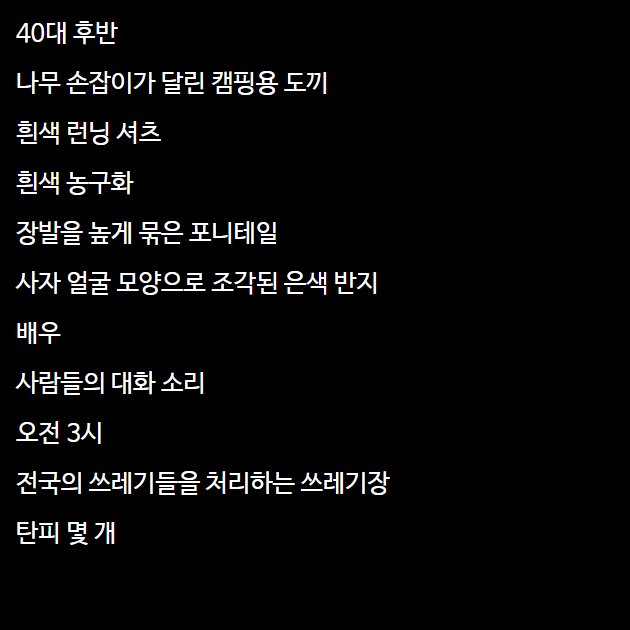 40대 후반
나무 손잡이가 달린 캠핑용 도끼
흰색 런닝 셔츠
흰색 농구화
장발을 높게 묶은 포니테일
사자 얼굴 모양으로 조각된 은색 반지
배우
사람들의 대화 소리
오전 3시
전국의 쓰레기들을 처리하는 쓰레기장
탄피 몇 개